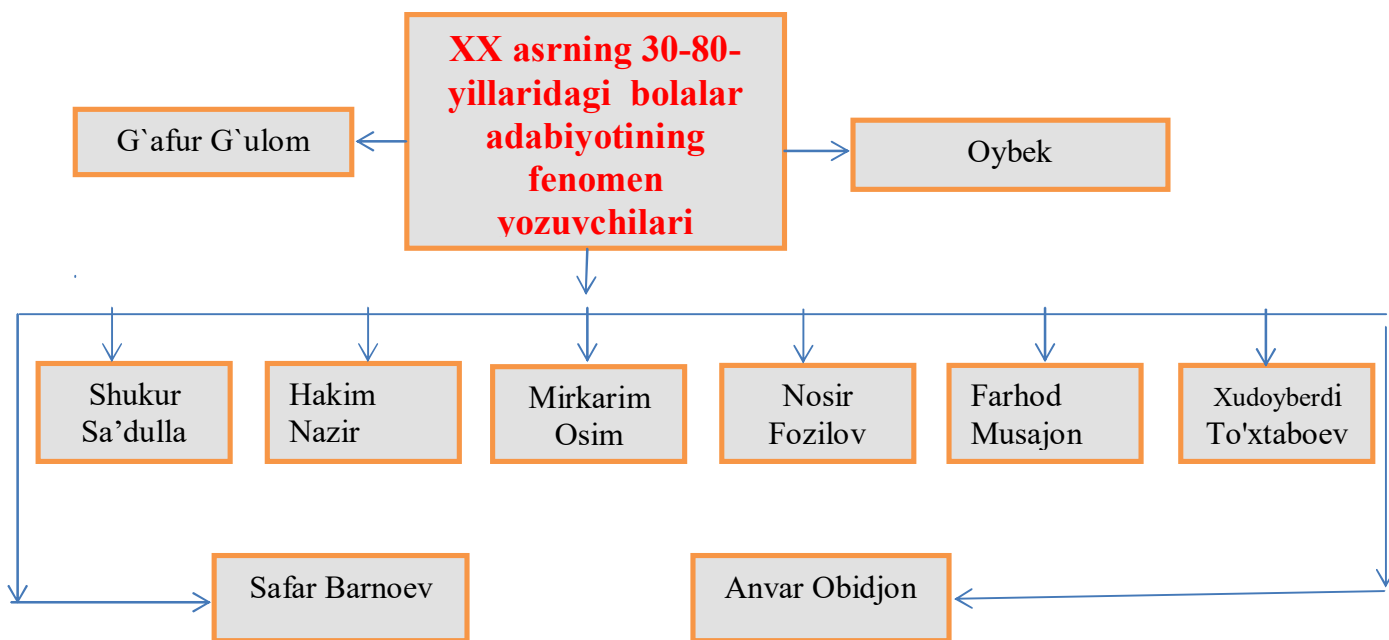 XX asrning 30-80-
yillaridagi bolalar
adabiyotining
fenomen
yozuvchilari
G`afur G`ulom
Oybek
Shukur
Sa’dulla
Hakim
Nazir
Mirkarim
Osim
Nosir
Fozilov
Farhod
Musajon
Xudoyberdi
To'xtaboev
Safar Barnoev
Anvar Obidjon